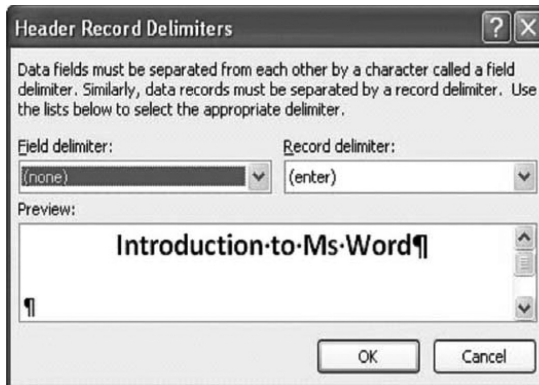 Header Record Delimiters
Data fields must be separated from each other by a character called a field
delimiter. Similarly, data records must be separated by a record delimiter. Use
the lists below to select the appropriate delimiter.
Field delimiter: Record delimiter:
(none) (enter)
Preview:
Introduction·to·Ms·Word¶
¶
OK Cancel